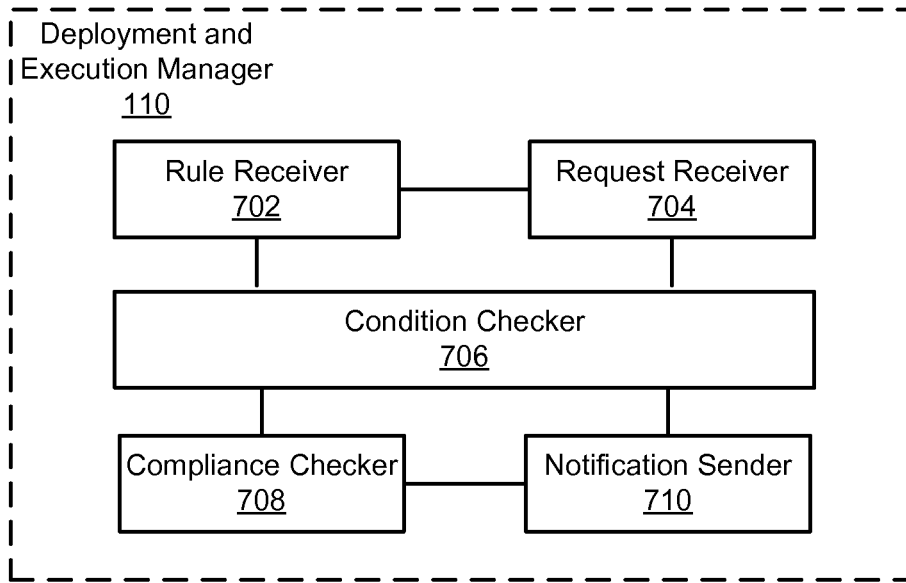 Deployment and
Execution Manager
110
Rule Receiver
702
Request Receiver
704
Condition Checker
706
Compliance Checker
708
Notification Sender
710